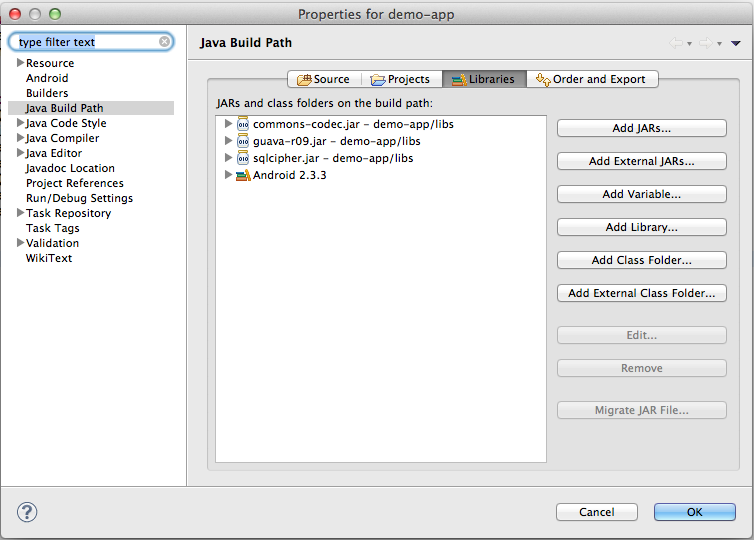 Properties for demo-app
type filter text
Resource
Android
Builders
Java Build Path
Java Code Style
Java Compiler
Java Editor
Javadoc Location
Project References
Run/Debug Settings
Task Repository
Task Tags
Validation
WikiText
Java Build Path
Source Projects Libraries Order and Export
JARs and class folders on the build path:
commons-codec.jar - demo-app/libs
guava-r09.jar - demo-app/libs
sqlcipher.jar - demo-app/libs
Android 2.3.3
Add JARs...
Add External JARs...
Add Variable...
Add Library...
Add Class Folder...
Add External Class Folder...
Edit...
Remove
Migrate JAR File...
?
Cancel OK